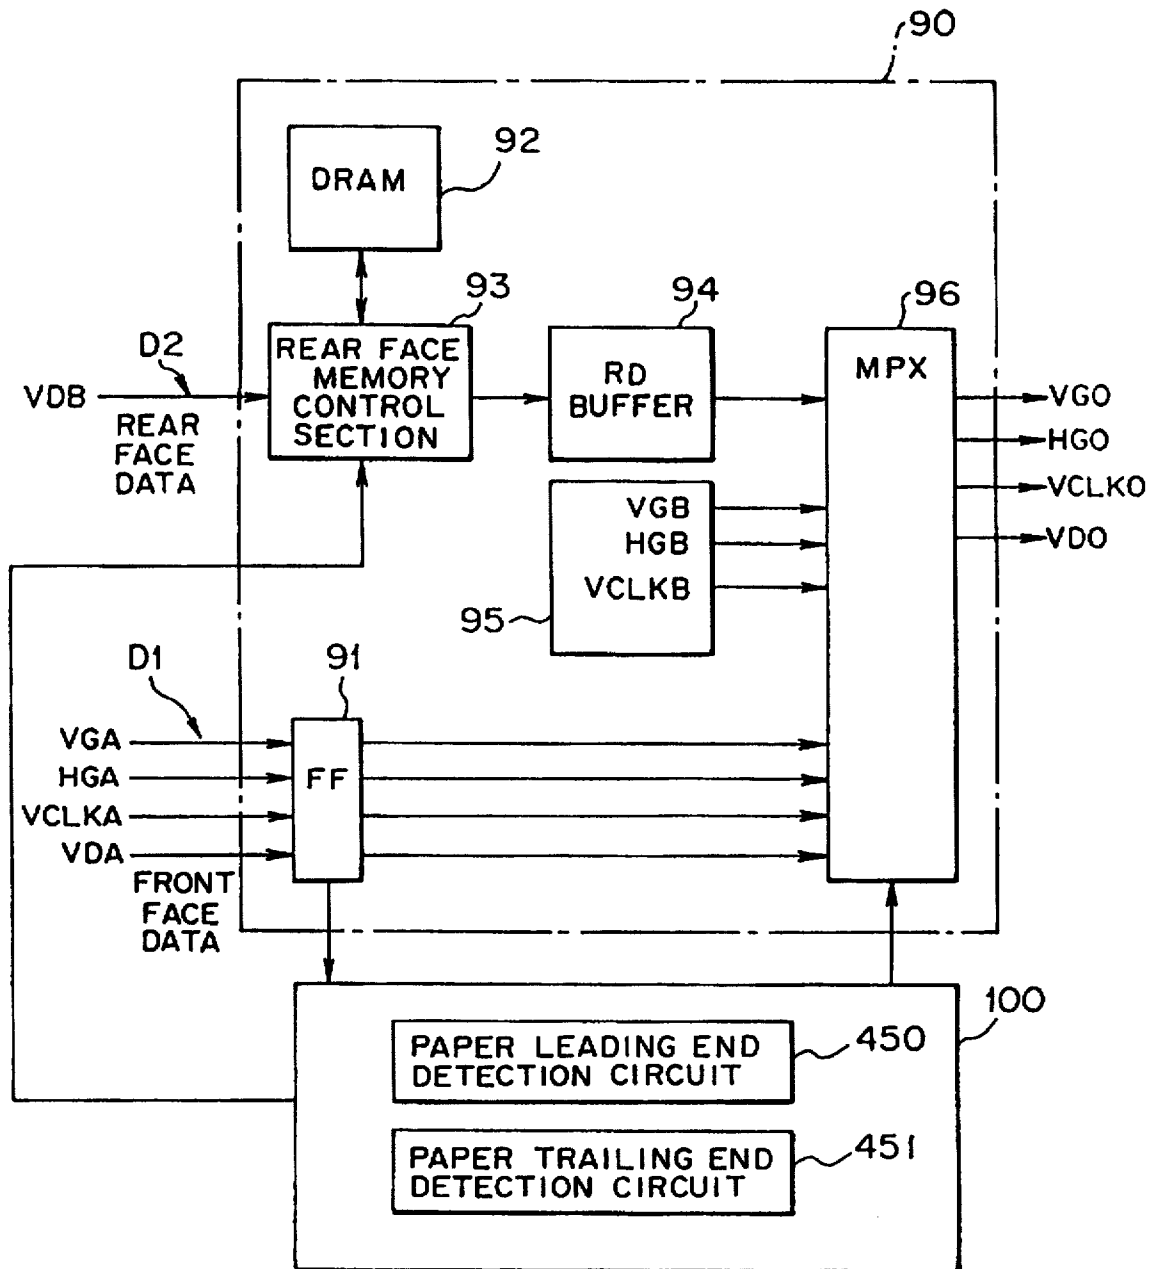 90
DRAM
92
93
94
96
REAR FACE
MEMORY
CONTROL
SECTION
RD
BUFFER
MPX
D2
VDB
REAR
FACE
DATA
VGO
HGO
VCLKO
VDO
VGB
HGB
VCLKB
95
D1
91
VGA
HGA
VCLKA
VDA
FF
FRONT
FACE
DATA
100
PAPER LEADING END
DETECTION CIRCUIT
450
PAPER TRAILING END
DETECTION CIRCUIT
451